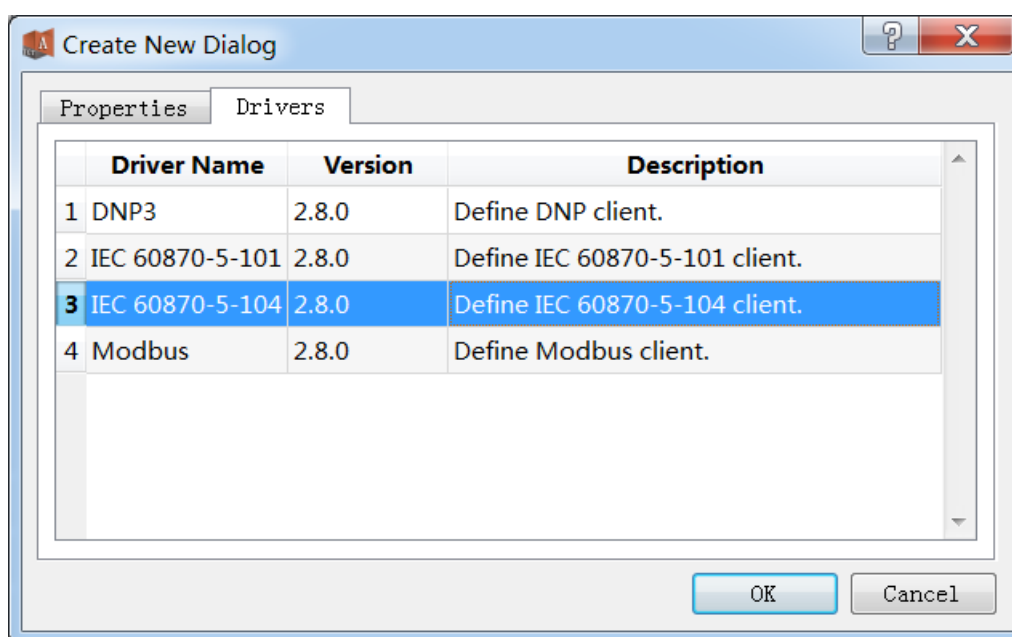 Create New Dialog
Properties Drivers
Driver Name Version Description
1 DNP3 2.8.0 Define DNP client.
2 IEC 60870-5-101 2.8.0 Define IEC 60870-5-101 client.
3 IEC 60870-5-104 2.8.0 Define IEC 60870-5-104 client.
4 Modbus 2.8.0 Define Modbus client.
OK Cancel